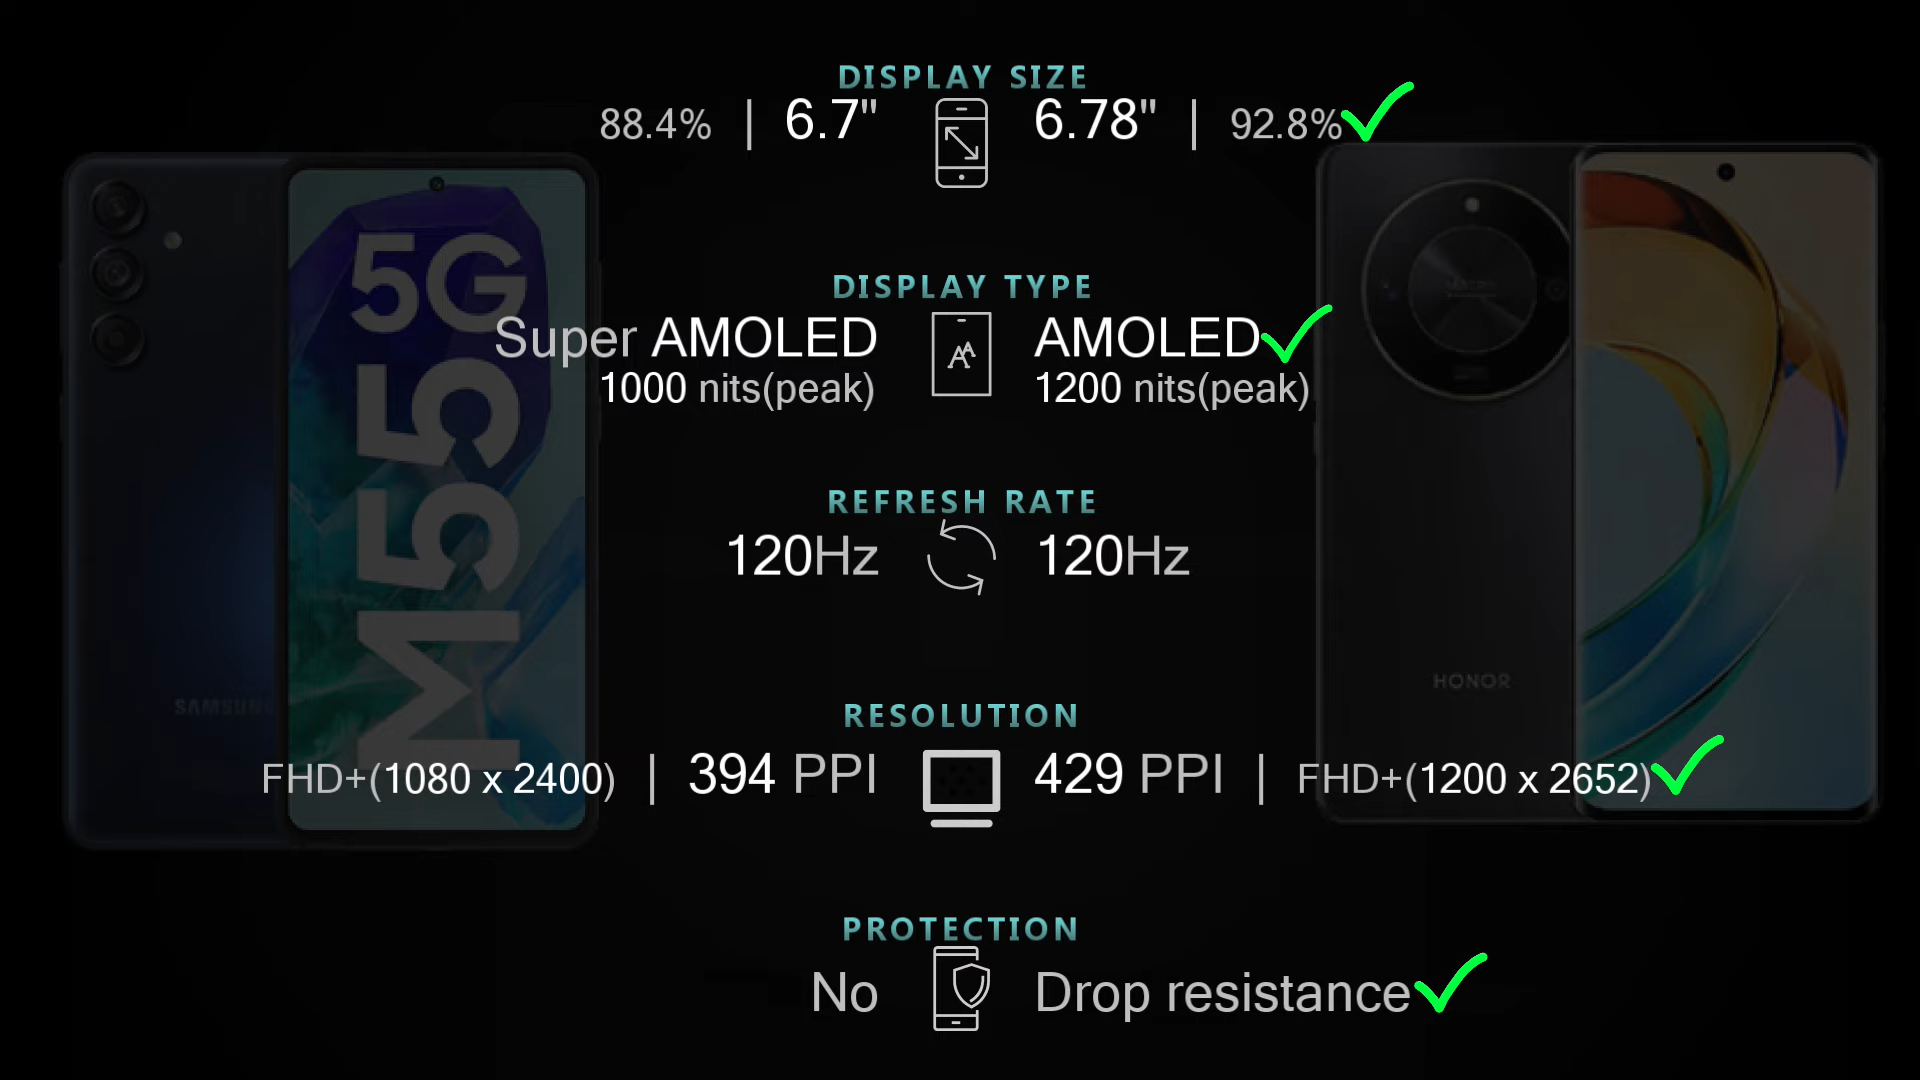 DISPLAY SIZE
88.4% | 6.7" 6.78" | 92.8%
DISPLAY TYPE
Super AMOLED AMOLED
1000 nits(peak) 1200 nits(peak)
REFRESH RATE
120Hz 120Hz
RESOLUTION
FHD+(1080 x 2400) | 394 PPI 429 PPI | FHD+(1200 x 2652)
PROTECTION
No Drop resistance
5G
M55
SAMSUNG
HONOR